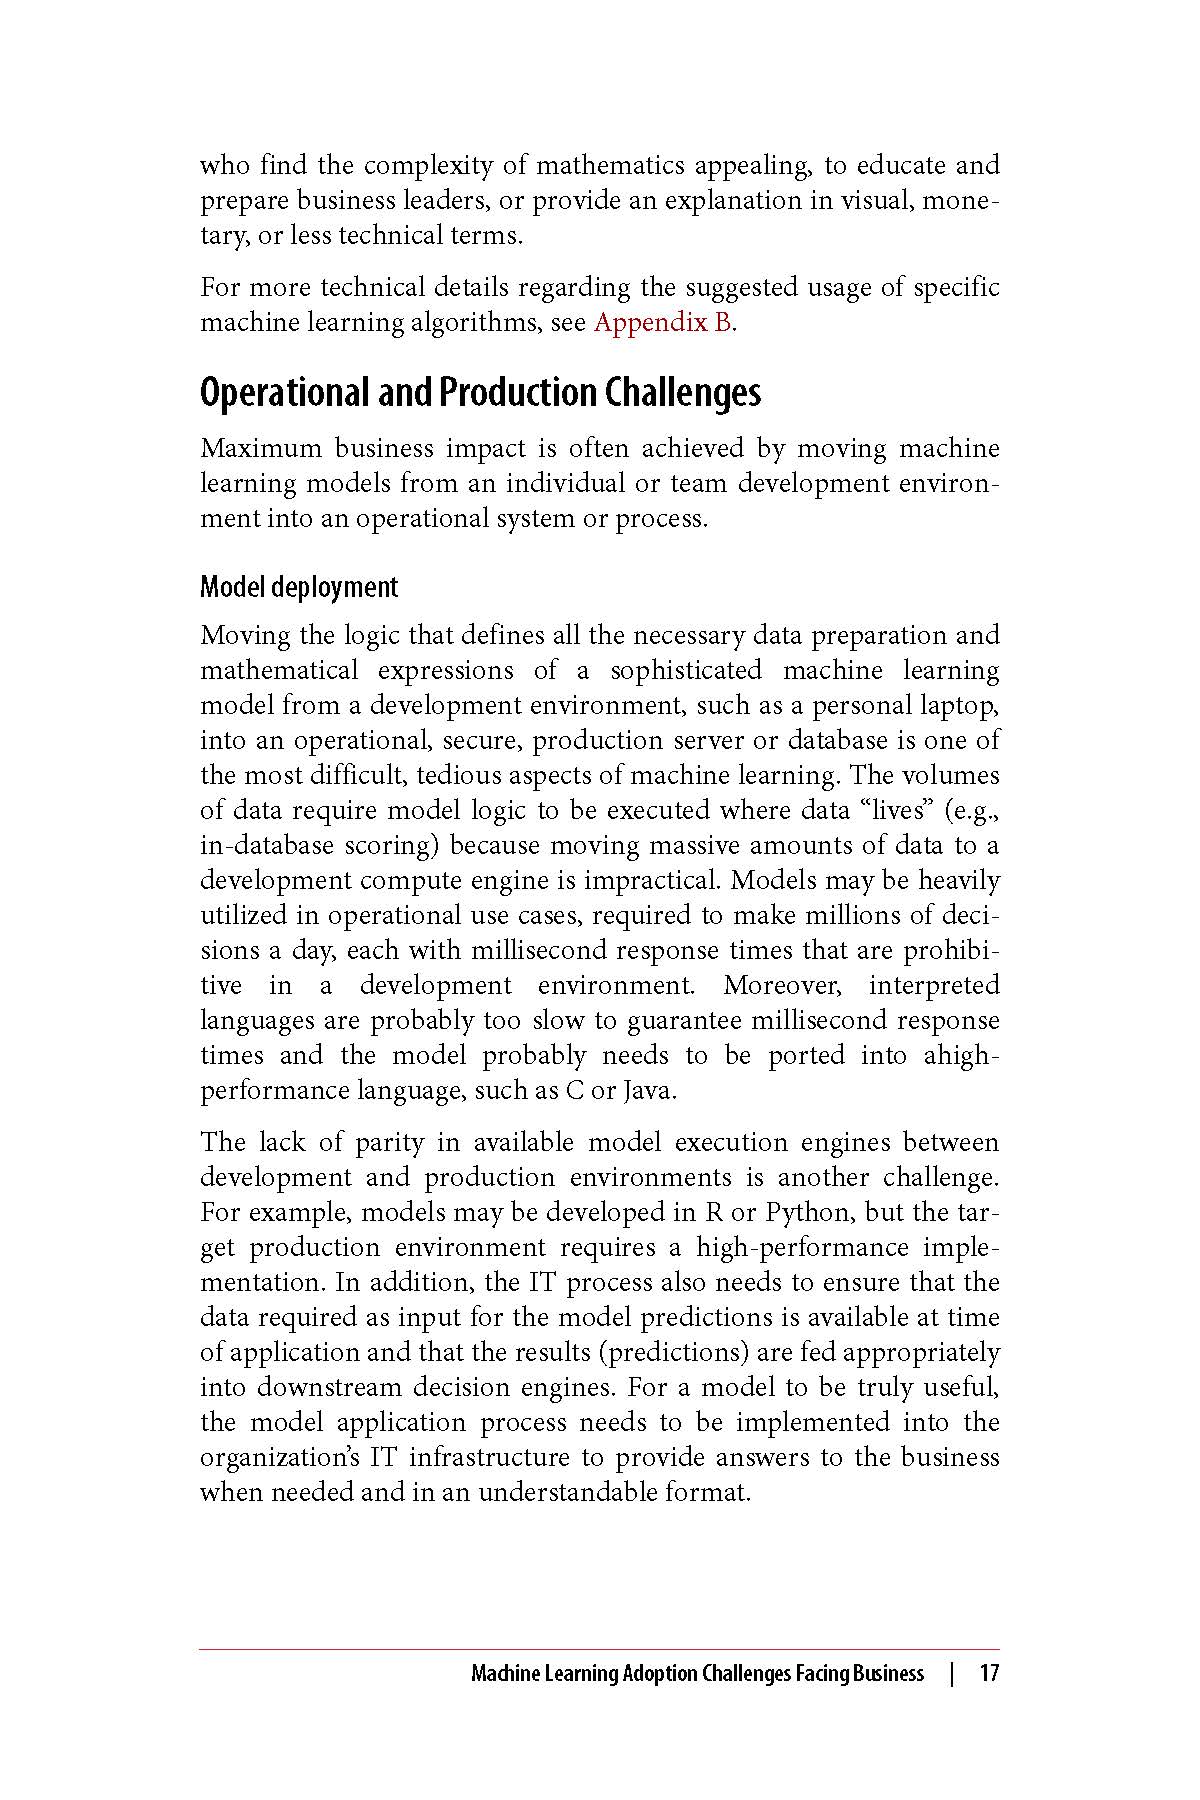 who find the complexity of mathematics appealing, to educate and
prepare business leaders, or provide an explanation in visual, mone-
tary, or less technical terms.
For more technical details regarding the suggested usage of specific
machine learning algorithms, see Appendix B.
Operational and Production Challenges
Maximum business impact is often achieved by moving machine
learning models from an individual or team development environ-
ment into an operational system or process.
Model deployment
Moving the logic that defines all the necessary data preparation and
mathematical expressions of a sophisticated machine learning
model from a development environment, such as a personal laptop,
into an operational, secure, production server or database is one of
the most difficult, tedious aspects of machine learning. The volumes
of data require model logic to be executed where data “lives” (e.g.,
in-database scoring) because moving massive amounts of data to a
development compute engine is impractical. Models may be heavily
utilized in operational use cases, required to make millions of deci-
sions a day, each with millisecond response times that are prohibi-
tive in a development environment. Moreover, interpreted
languages are probably too slow to guarantee millisecond response
times and the model probably needs to be ported into ahigh-
performance language, such as C or Java.
The lack of parity in available model execution engines between
development and production environments is another challenge.
For example, models may be developed in R or Python, but the tar-
get production environment requires a high-performance imple-
mentation. In addition, the IT process also needs to ensure that the
data required as input for the model predictions is available at time
of application and that the results (predictions) are fed appropriately
into downstream decision engines. For a model to be truly useful,
the model application process needs to be implemented into the
organization’s IT infrastructure to provide answers to the business
when needed and in an understandable format.
Machine Learning Adoption Challenges Facing Business | 17